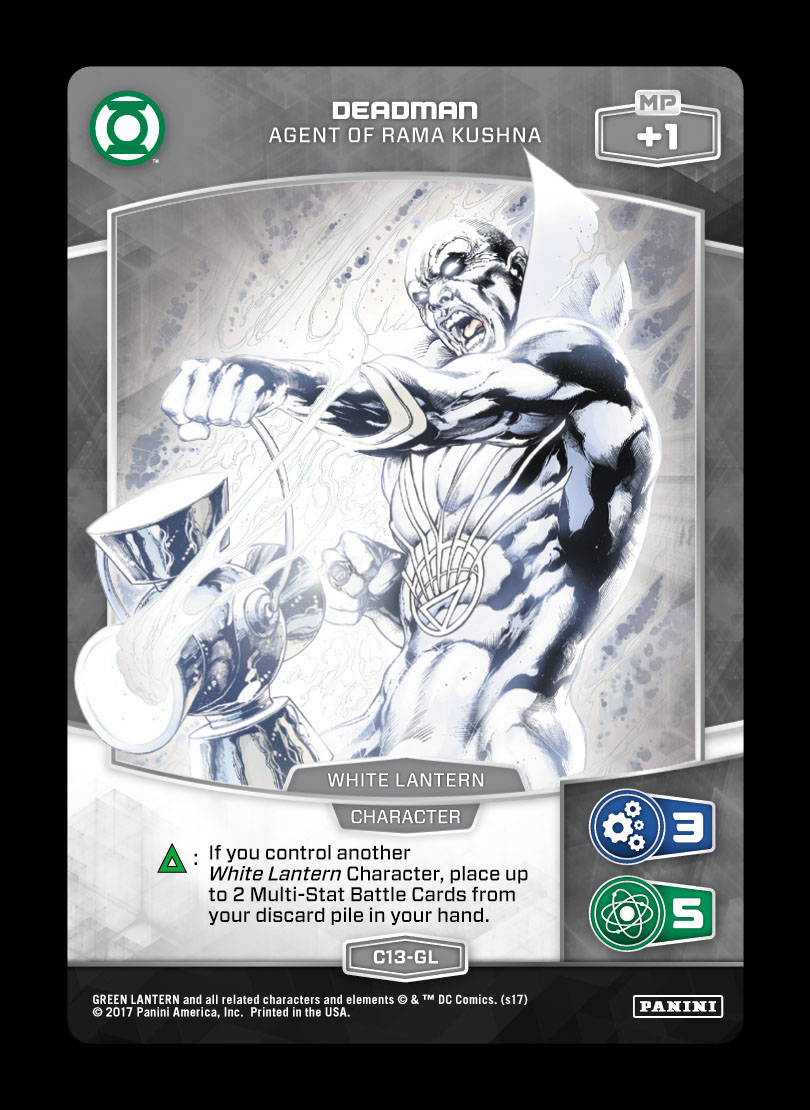 DEADMAN
AGENT OF RAMA KUSHNA
MP
+1
™
WHITE LANTERN
CHARACTER
: If you control another
White Lantern Character, place up
to 2 Multi-Stat Battle Cards from
your discard pile in your hand.
3
5
C13-GL
GREEN LANTERN and all related characters and elements © & ™ DC Comics. (s17)
© 2017 Panini America, Inc. Printed in the USA.
PANINI